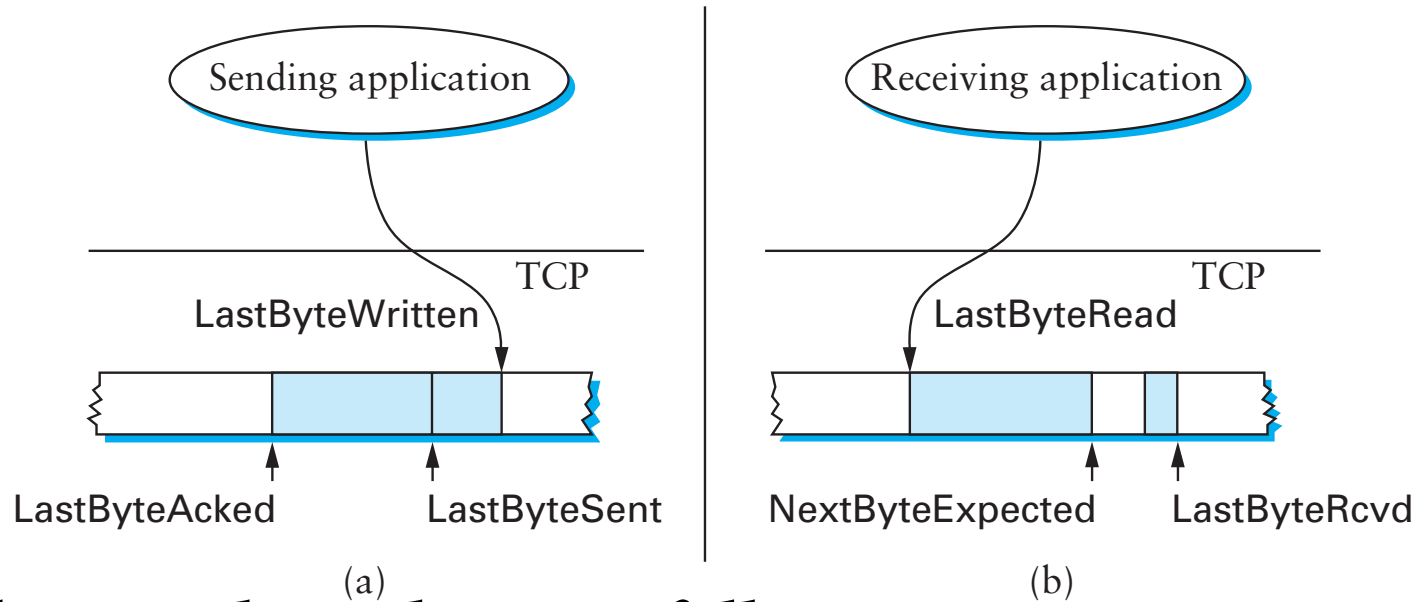 Sending application
TCP
LastByteWritten
LastByteAcked
LastByteSent
(a)
Receiving application
TCP
LastByteRead
NextByteExpected
LastByteRcvd
(b)